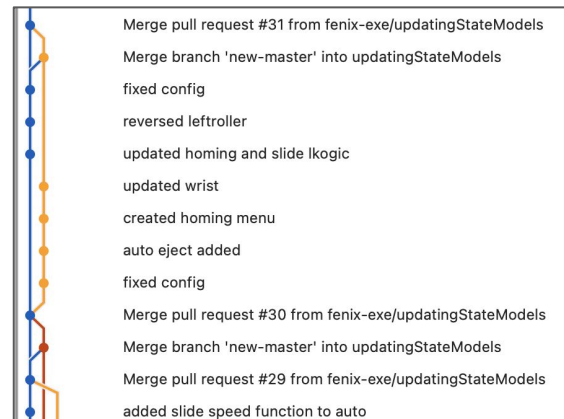 Merge pull request #31 from fenix-exe/updatingStateModels
Merge branch 'new-master' into updatingStateModels
fixed config
reversed leftroller
updated homing and slide lkogic
updated wrist
created homing menu
auto eject added
fixed config
Merge pull request #30 from fenix-exe/updatingStateModels
Merge branch 'new-master' into updatingStateModels
Merge pull request #29 from fenix-exe/updatingStateModels
added slide speed function to auto